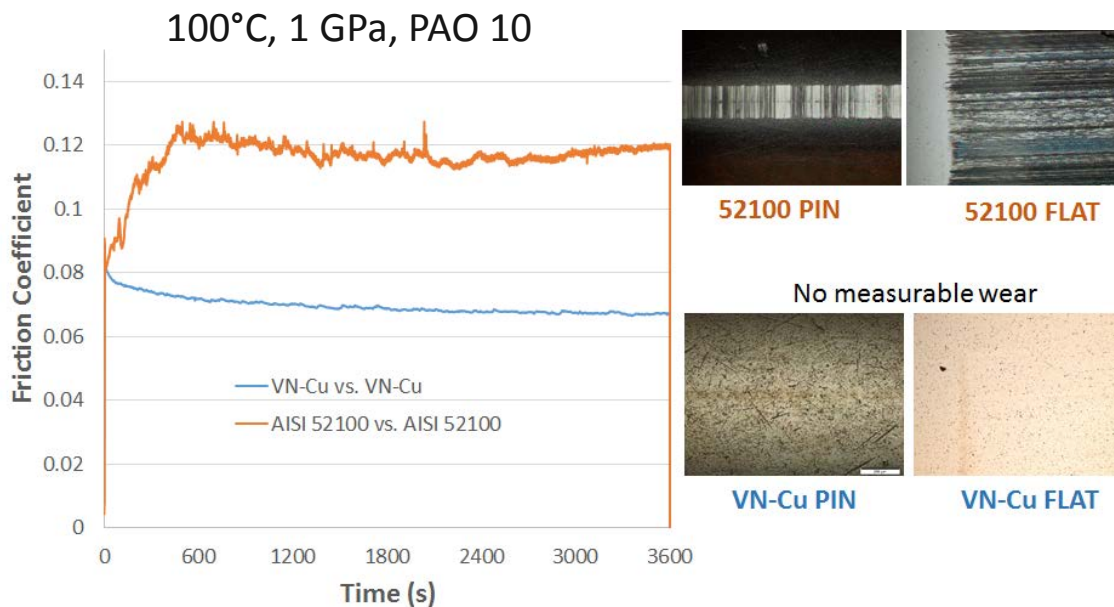 100°C, 1 GPa, PAO 10
0.14
0.12
0.1
0.08
0.06
0.04
0.02
0
Friction Coefficient
VN-Cu vs. VN-Cu
AISI 52100 vs. AISI 52100
0 600 1200 1800 2400 3000 3600
Time (s)
52100 PIN
52100 FLAT
No measurable wear
VN-Cu PIN
VN-Cu FLAT